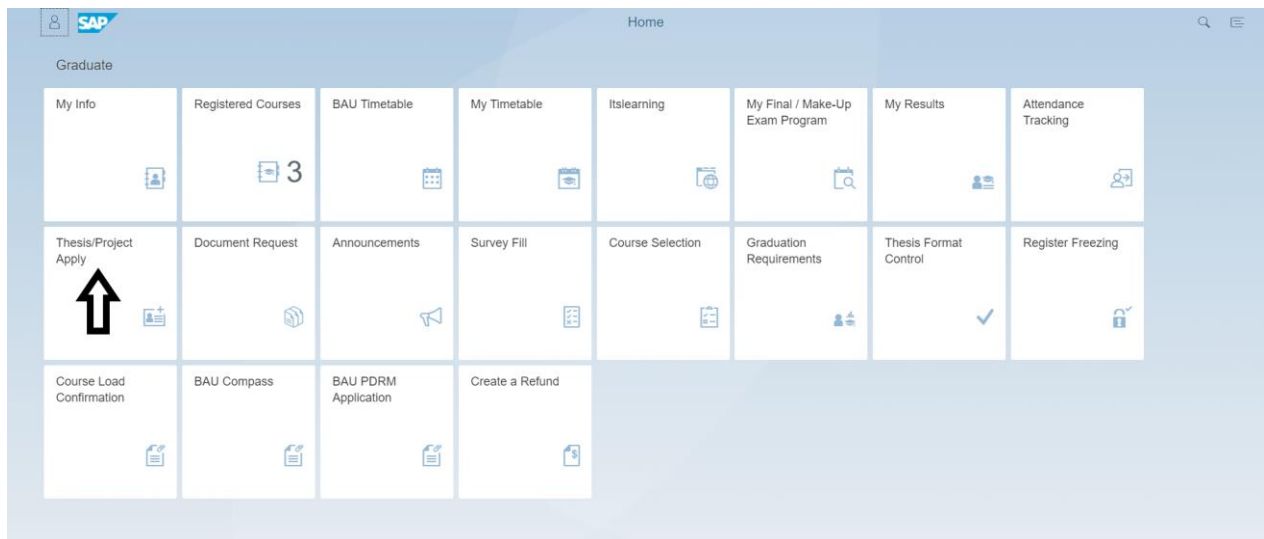 SAP
Home
Graduate
My Info
Registered Courses
3
BAU Timetable
My Timetable
Itslearning
My Final / Make-Up
Exam Program
My Results
Attendance
Tracking
Thesis/Project
Apply
Document Request
Announcements
Survey Fill
Course Selection
Graduation
Requirements
Thesis Format
Control
Register Freezing
Course Load
Confirmation
BAU Compass
BAU PDRM
Application
Create a Refund